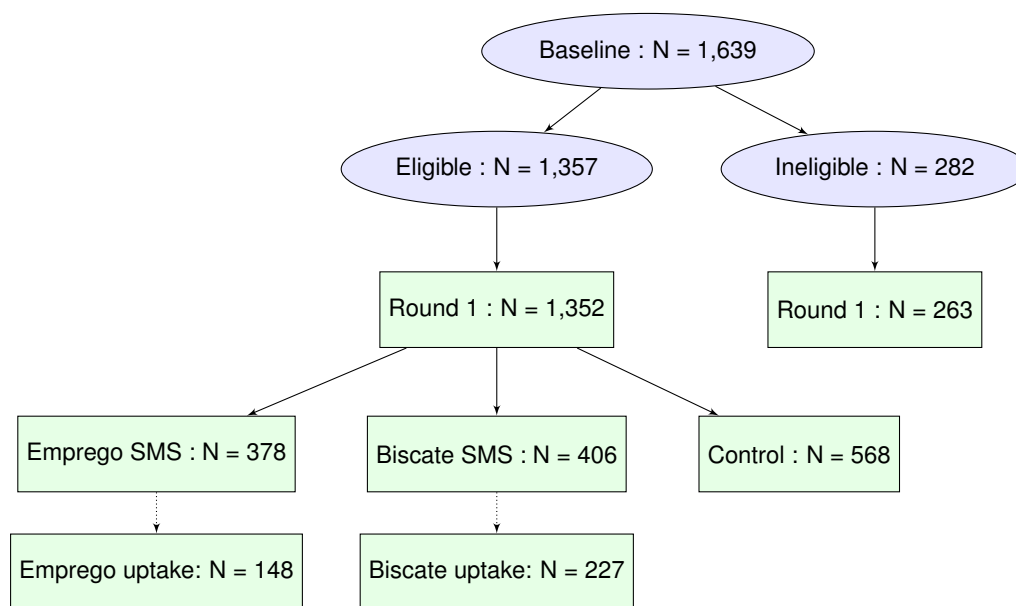 Baseline : N = 1,639
Eligible : N = 1,357
Ineligible : N = 282
Round 1 : N = 1,352
Round 1 : N = 263
Emprego SMS : N = 378
Biscate SMS : N = 406
Control : N = 568
Emprego uptake: N = 148
Biscate uptake: N = 227